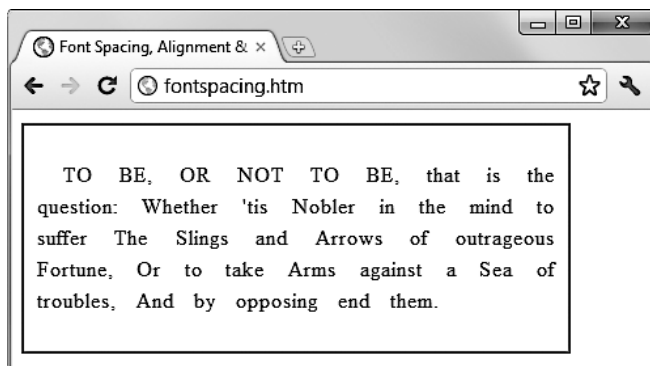 Font Spacing, Alignment &
fontspacing.htm
TO BE, OR NOT TO BE, that is the
question: Whether 'tis Nobler in the mind to
suffer The Slings and Arrows of outrageous
Fortune, Or to take Arms against a Sea of
troubles, And by opposing end them.